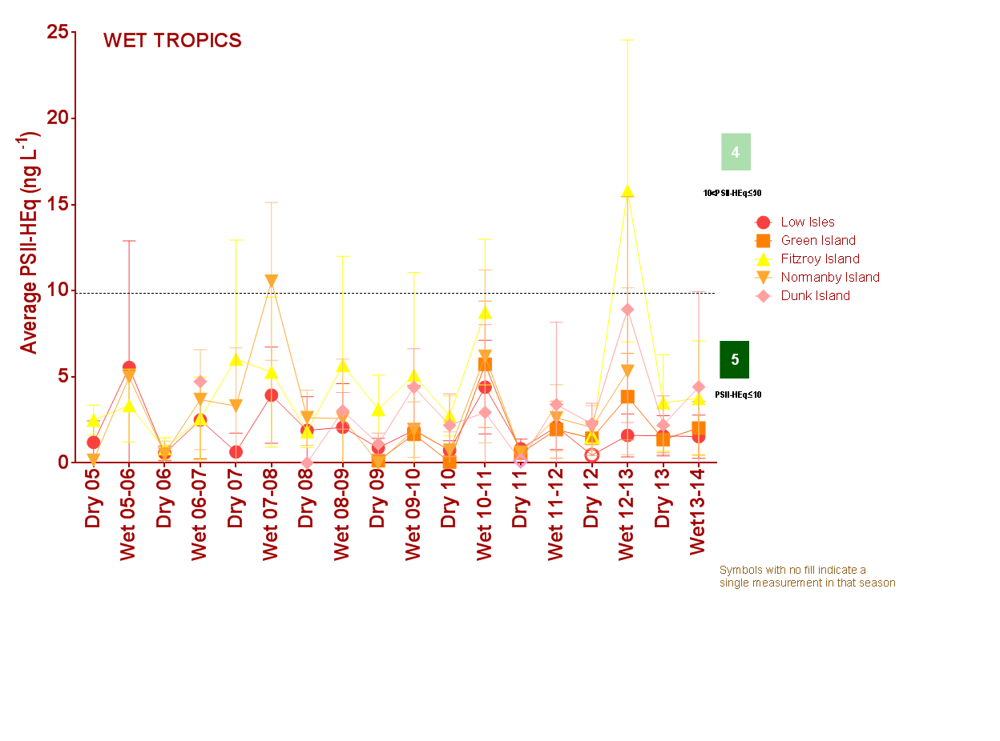 WET TROPICS
Average PSII-HEq (ng L-1)
25
20
15
10
5
0
Dry 05
Wet 05-06
Dry 06
Wet 06-07
Dry 07
Wet 07-08
Dry 08
Wet 08-09
Dry 09
Wet 09-10
Dry 10
Wet 10-11
Dry 11
Wet 11-12
Dry 12
Wet 12-13
Dry 13
Wet13-14
4
10<PSII-HEq≤50
Low Isles
Green Island
Fitzroy Island
Normanby Island
Dunk Island
5
PSII-HEq≤10
Symbols with no fill indicate a
single measurement in that season